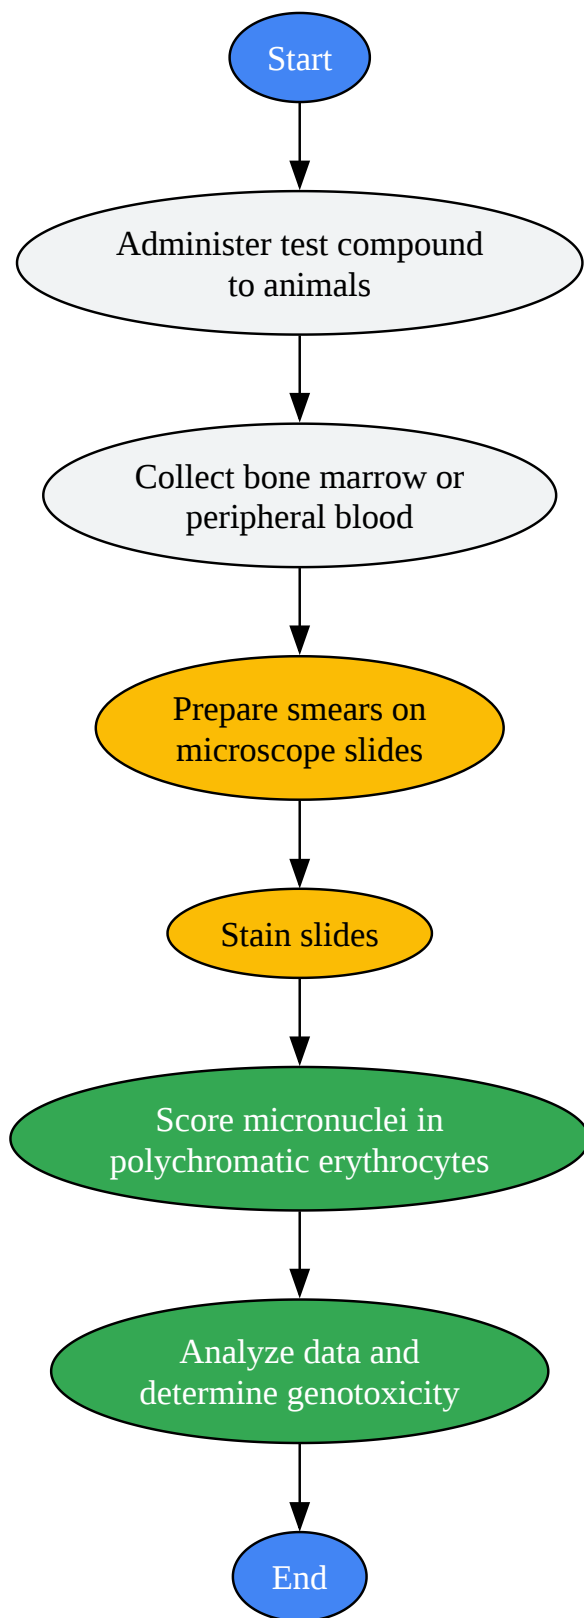 Start
Administer test compound
to animals
Collect bone marrow or
peripheral blood
Prepare smears on
microscope slides
Stain slides
Score micronuclei in
polychromatic erythrocytes
Analyze data and
determine genotoxicity
End